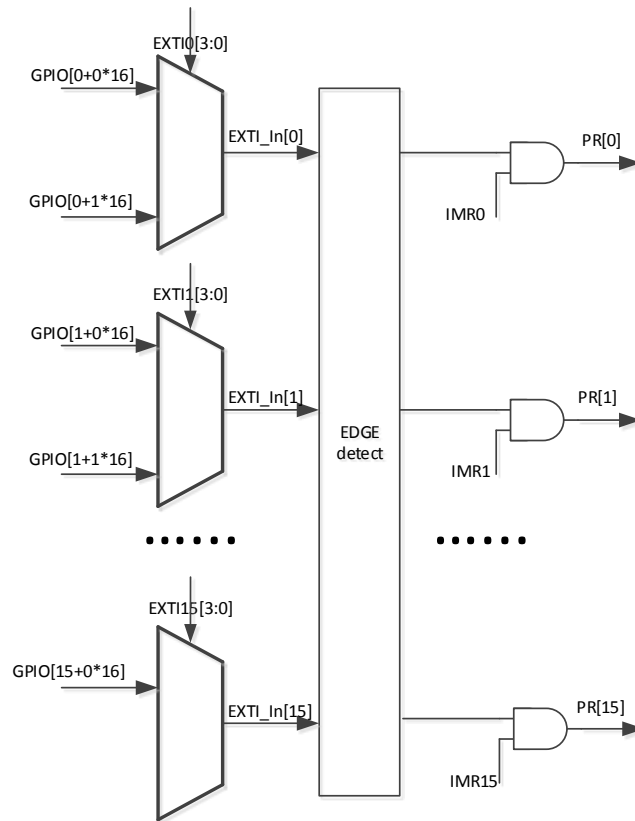 EXTI0[3:0]
GPIO[0+0*16]
EXTI_In[0]
PR[0]
GPIO[0+1*16]
IMR0
EXTI1[3:0]
GPIO[1+0*16]
EXTI_In[1]
PR[1]
EDGE
detect
GPIO[1+1*16]
IMR1
......
......
EXTI15[3:0]
GPIO[15+0*16]
EXTI_In[15]
PR[15]
IMR15